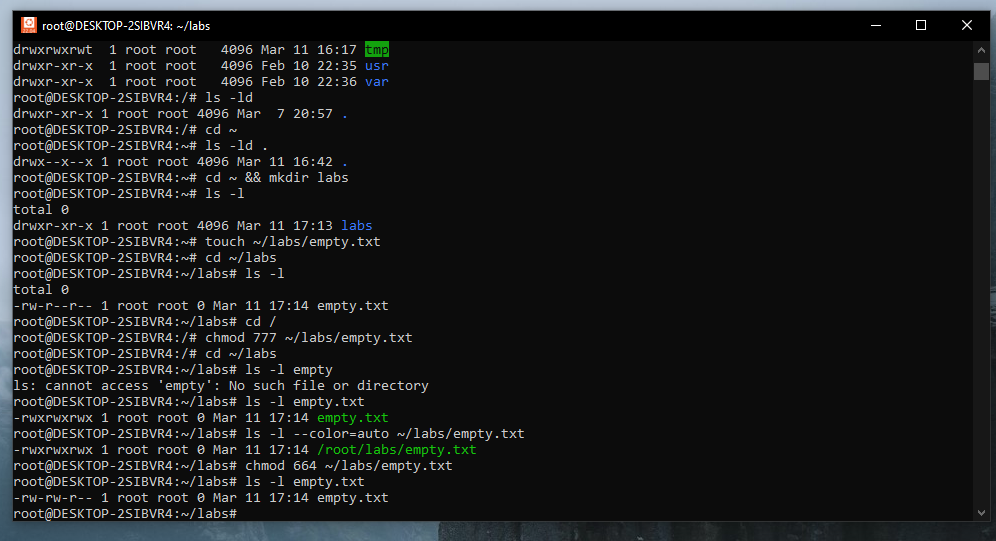 root@DESKTOP-2SIBVR4: ~/labs
drwxrwxrwt  1 root root   4096 Mar 11 16:17 tmp
drwxr-xr-x  1 root root   4096 Feb 10 22:35 usr
drwxr-xr-x  1 root root   4096 Feb 10 22:36 var
root@DESKTOP-2SIBVR4:/# ls -ld
drwxr-xr-x 1 root root 4096 Mar  7 20:57 .
root@DESKTOP-2SIBVR4:/# cd ~
root@DESKTOP-2SIBVR4:~# ls -ld .
drwx--x--x 1 root root 4096 Mar 11 16:42 .
root@DESKTOP-2SIBVR4:~# cd ~ && mkdir labs
root@DESKTOP-2SIBVR4:~# ls -l
total 0
drwxr-xr-x 1 root root 4096 Mar 11 17:13 labs
root@DESKTOP-2SIBVR4:~# touch ~/labs/empty.txt
root@DESKTOP-2SIBVR4:~# cd ~/labs
root@DESKTOP-2SIBVR4:~/labs# ls -l
total 0
-rw-r--r-- 1 root root 0 Mar 11 17:14 empty.txt
root@DESKTOP-2SIBVR4:~/labs# cd /
root@DESKTOP-2SIBVR4:/# chmod 777 ~/labs/empty.txt
root@DESKTOP-2SIBVR4:/# cd ~/labs
root@DESKTOP-2SIBVR4:~/labs# ls -l empty
ls: cannot access 'empty': No such file or directory
root@DESKTOP-2SIBVR4:~/labs# ls -l empty.txt
-rwxrwxrwx 1 root root 0 Mar 11 17:14 empty.txt
root@DESKTOP-2SIBVR4:~/labs# ls -l --color=auto ~/labs/empty.txt
-rwxrwxrwx 1 root root 0 Mar 11 17:14 /root/labs/empty.txt
root@DESKTOP-2SIBVR4:~/labs# chmod 664 ~/labs/empty.txt
root@DESKTOP-2SIBVR4:~/labs# ls -l empty.txt
-rw-rw-r-- 1 root root 0 Mar 11 17:14 empty.txt
root@DESKTOP-2SIBVR4:~/labs#